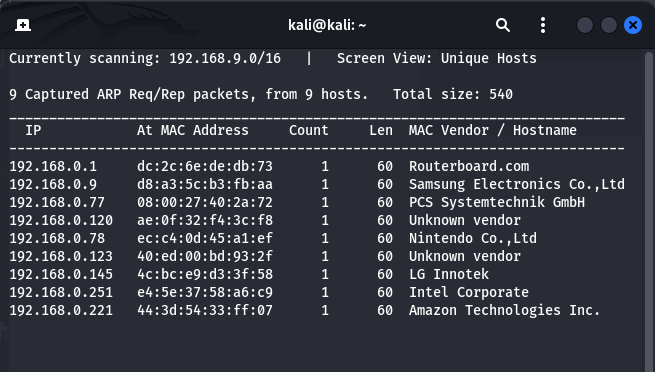 kali@kali: ~
Currently scanning: 192.168.9.0/16   |   Screen View: Unique Hosts
9 Captured ARP Req/Rep packets, from 9 hosts.   Total size: 540
_____________________________________________________________________________
  IP            At MAC Address     Count     Len  MAC Vendor / Hostname
-----------------------------------------------------------------------------
192.168.0.1     dc:2c:6e:de:db:73      1      60  Routerboard.com
192.168.0.9     d8:a3:5c:b3:fb:aa      1      60  Samsung Electronics Co.,Ltd
192.168.0.77    08:00:27:40:2a:72      1      60  PCS Systemtechnik GmbH
192.168.0.120   ae:0f:32:f4:3c:f8      1      60  Unknown vendor
192.168.0.78    ec:c4:0d:45:a1:ef      1      60  Nintendo Co.,Ltd
192.168.0.123   40:ed:00:bd:93:2f      1      60  Unknown vendor
192.168.0.145   4c:bc:e9:d3:3f:58      1      60  LG Innotek
192.168.0.251   e4:5e:37:58:a6:c9      1      60  Intel Corporate
192.168.0.221   44:3d:54:33:ff:07      1      60  Amazon Technologies Inc.